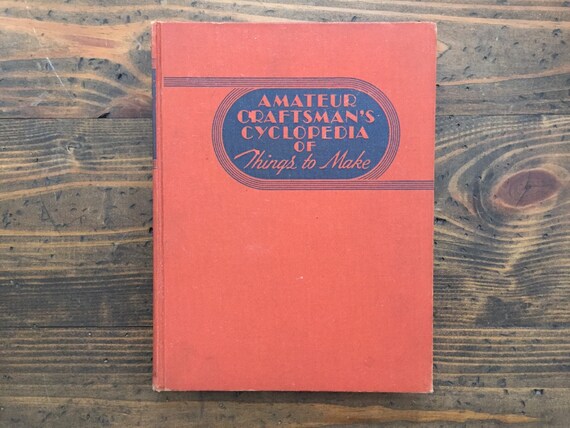 AMATEUR
CRAFTSMAN'S
CYCLOPEDIA
OF
Things to Make